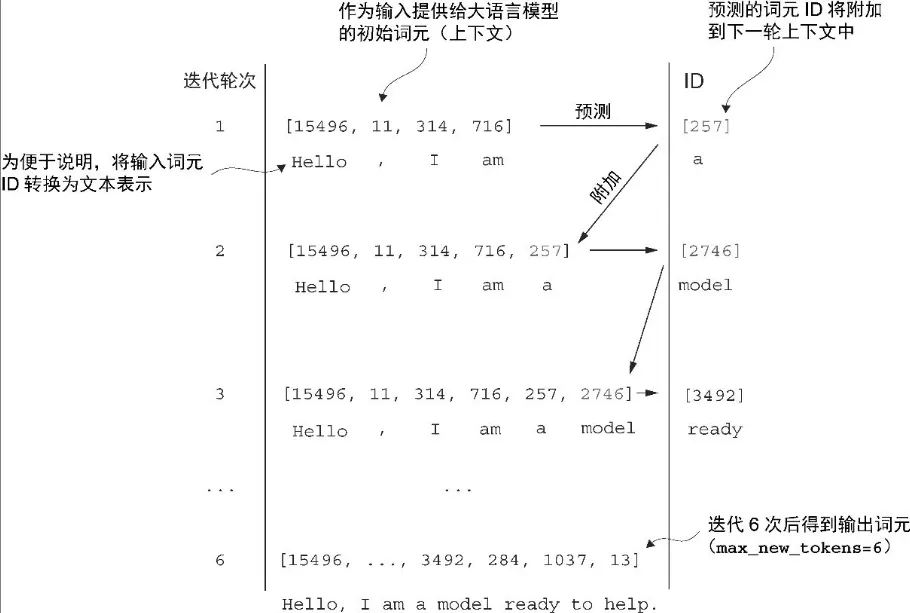 作为输入提供给大语言模型
的初始词元（上下文）
预测的词元 ID 将附加
到下一轮上下文中
迭代轮次
ID
1
[15496, 11, 314, 716]
预测
[257]
Hello , I am
a
为便于说明，将输入词元
ID 转换为文本表示
附加
2
[15496, 11, 314, 716, 257]
[2746]
Hello , I am a
model
3
[15496, 11, 314, 716, 257, 2746]
[3492]
Hello , I am a model
ready
...
...
迭代 6 次后得到输出词元
（max_new_tokens=6）
6
[15496, ..., 3492, 284, 1037, 13]
Hello, I am a model ready to help.